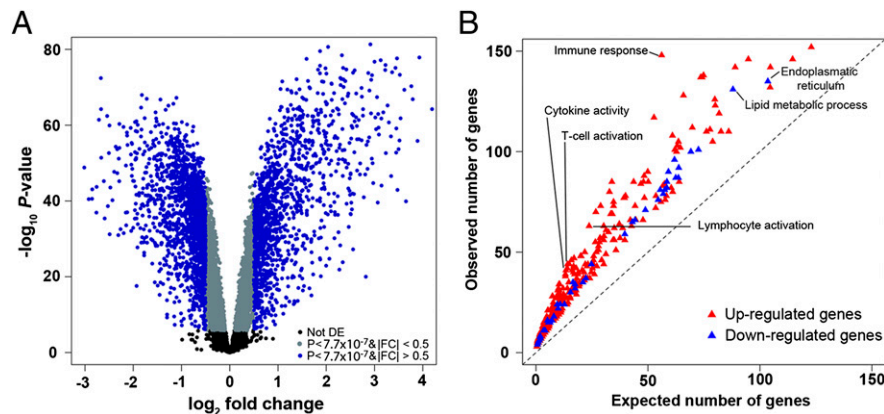 A
80
60
40
20
0
-log10 P-value
-3 -2 -1 0 1 2 3 4
log2 fold change
Not DE
P<7.7x10-7&|FC| < 0.5
P<7.7x10-7&|FC| > 0.5
B
150
100
50
0
Observed number of genes
Immune response
Endoplasmatic
reticulum
Lipid metabolic process
Cytokine activity
T-cell activation
Lymphocyte activation
Up-regulated genes
Down-regulated genes
0 50 100 150
Expected number of genes